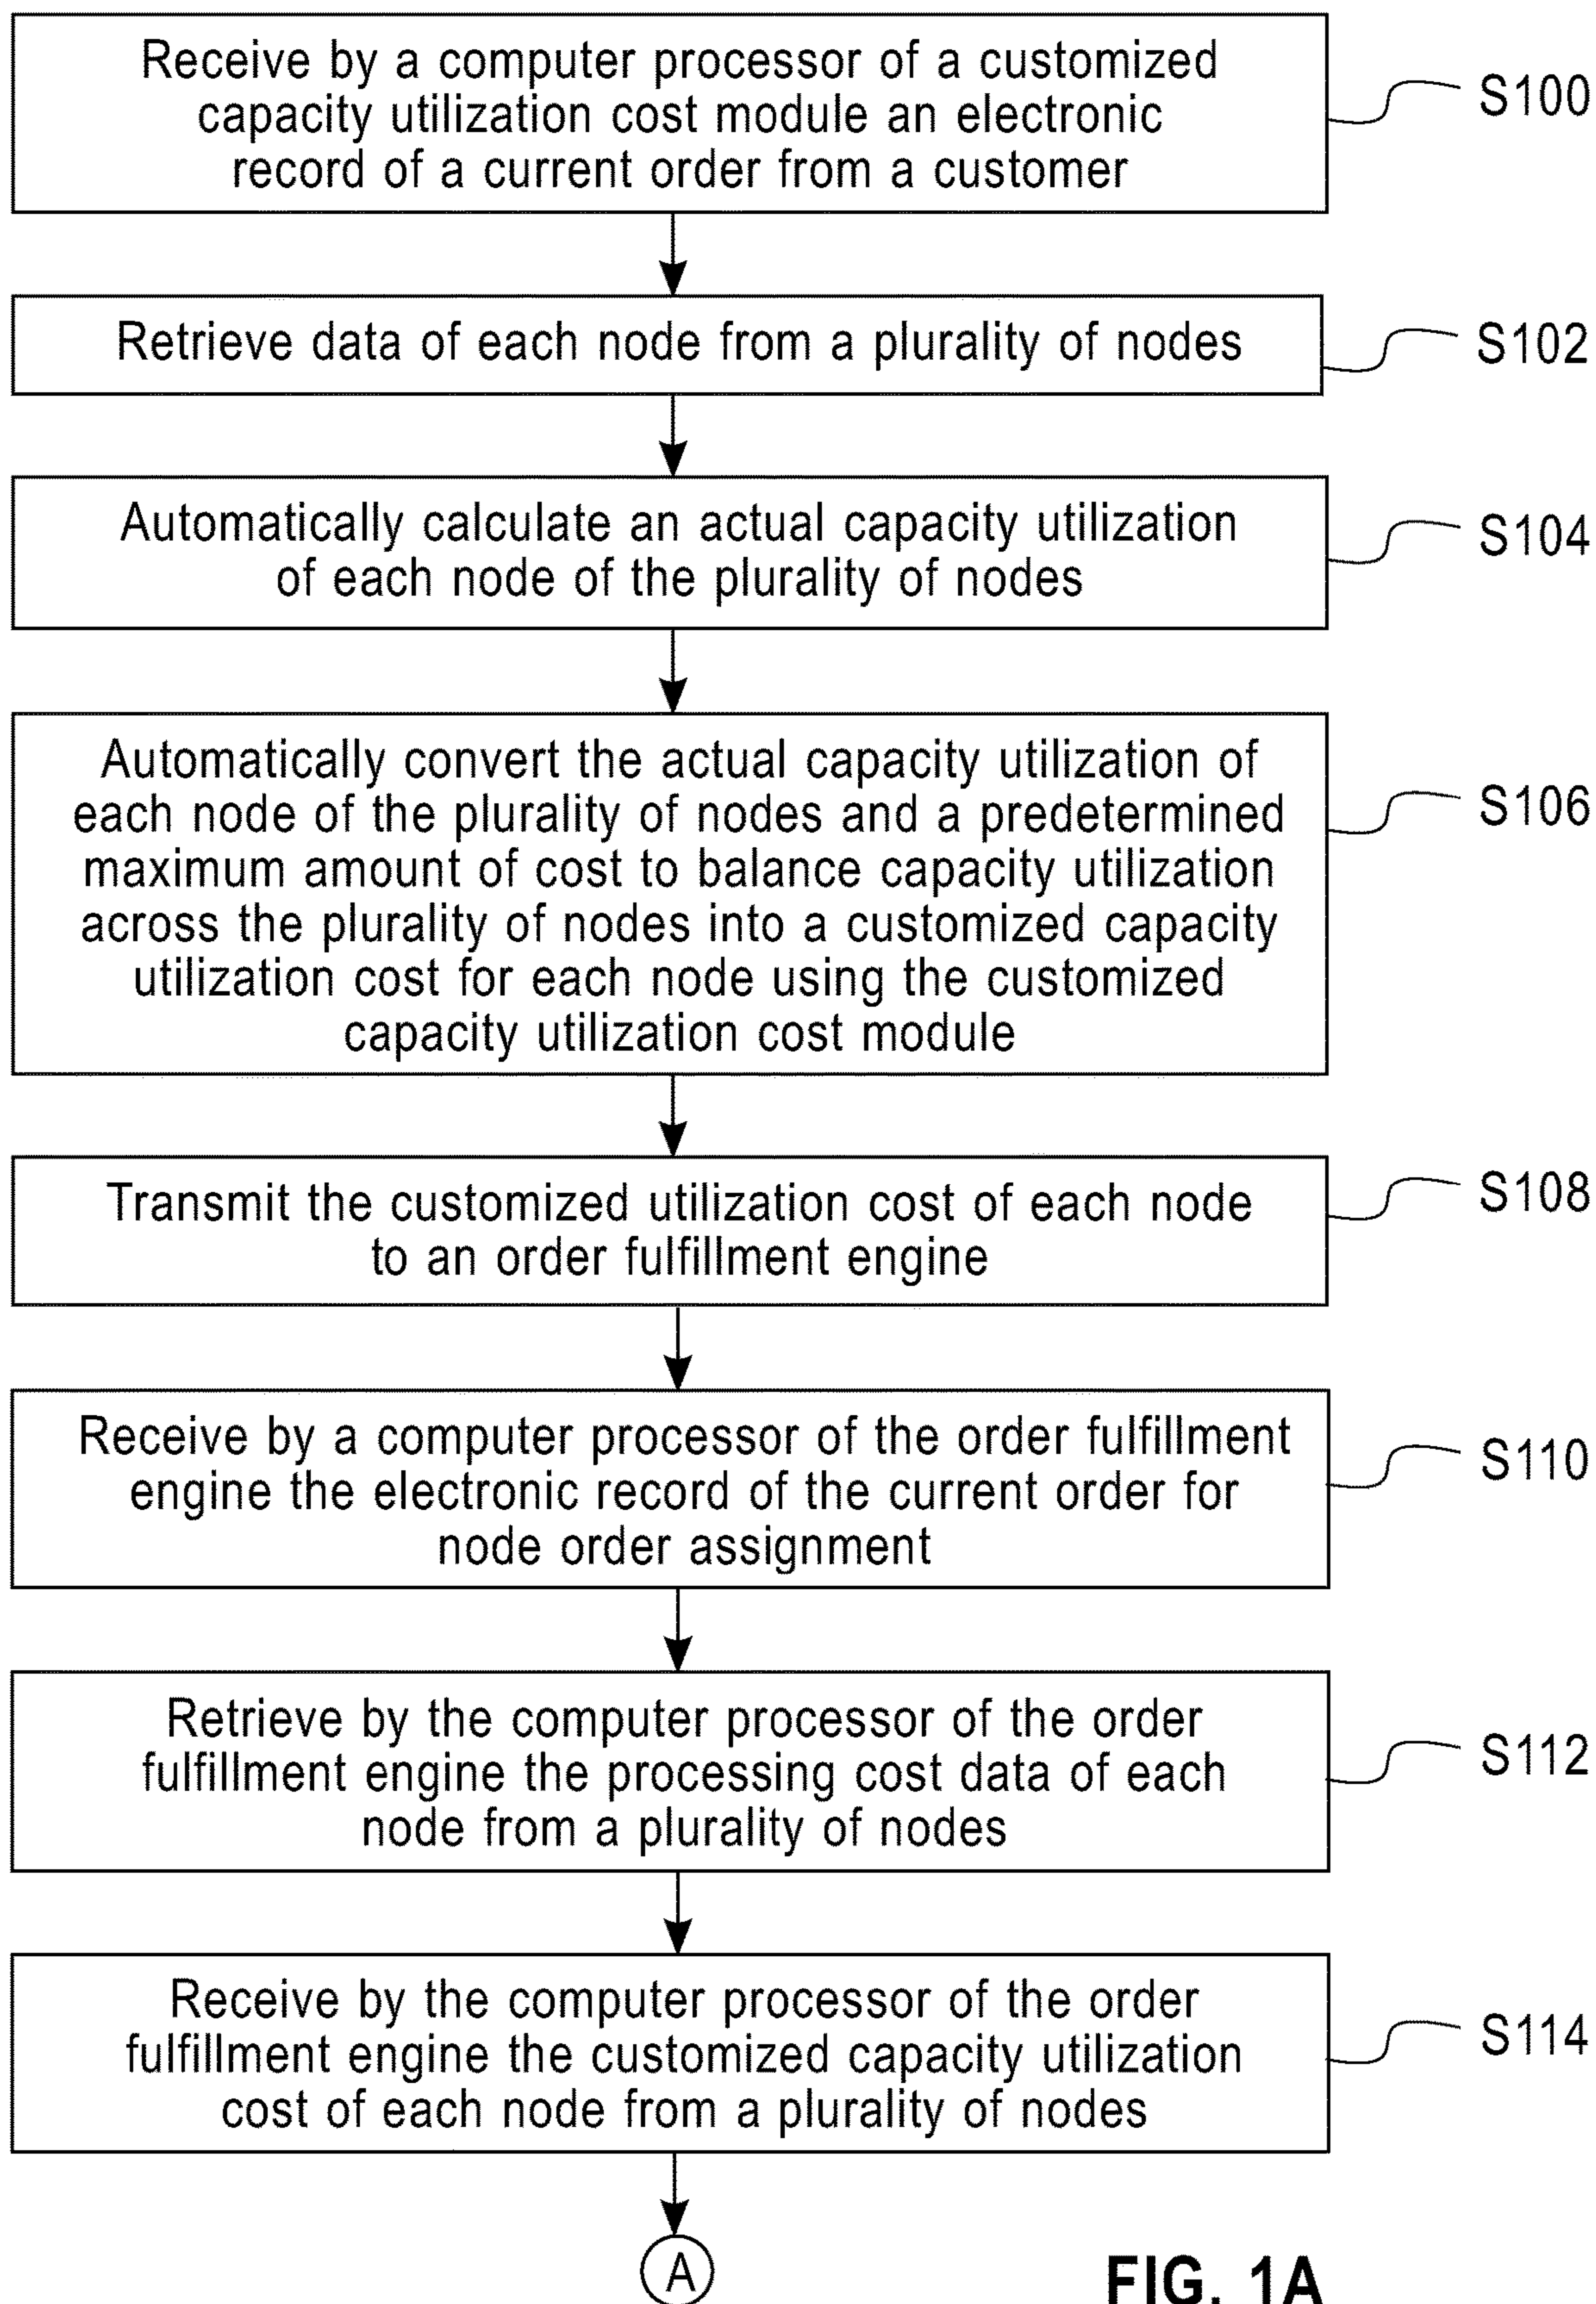 Receive by a computer processor of a customized
capacity utilization cost module an electronic
record of a current order from a customer
S100
Retrieve data of each node from a plurality of nodes
S102
Automatically calculate an actual capacity utilization
of each node of the plurality of nodes
S104
Automatically convert the actual capacity utilization of
each node of the plurality of nodes and a predetermined
maximum amount of cost to balance capacity utilization
across the plurality of nodes into a customized capacity
utilization cost for each node using the customized
capacity utilization cost module
S106
Transmit the customized utilization cost of each node
to an order fulfillment engine
S108
Receive by a computer processor of the order fulfillment
engine the electronic record of the current order for
node order assignment
S110
Retrieve by the computer processor of the order
fulfillment engine the processing cost data of each
node from a plurality of nodes
S112
Receive by the computer processor of the order
fulfillment engine the customized capacity utilization
cost of each node from a plurality of nodes
S114
A
FIG. 1A